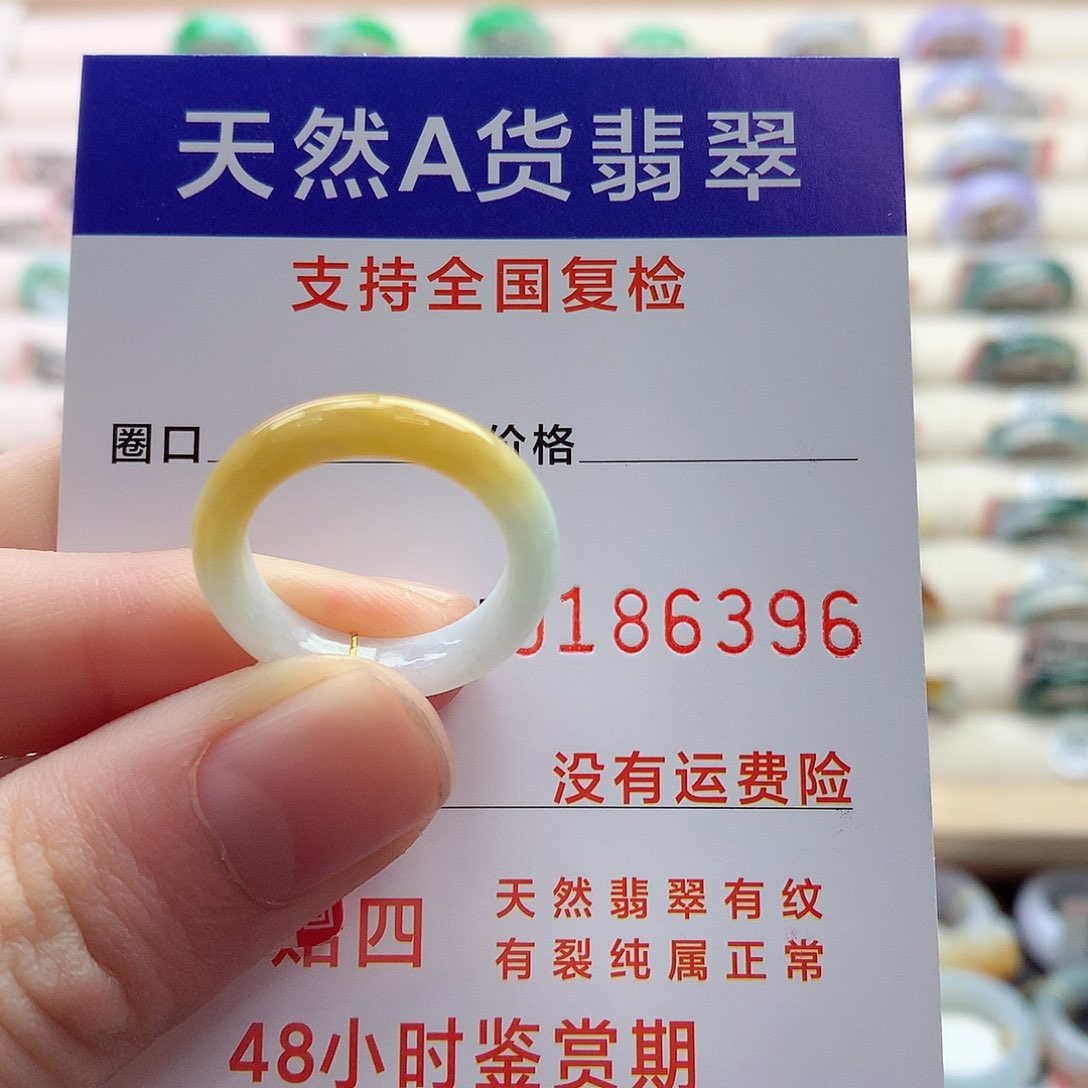 天然A货翡翠
支持全国复检
圈口 价格
186396
没有运费险
四
天然翡翠有纹
有裂纯属正常
48小时鉴赏期